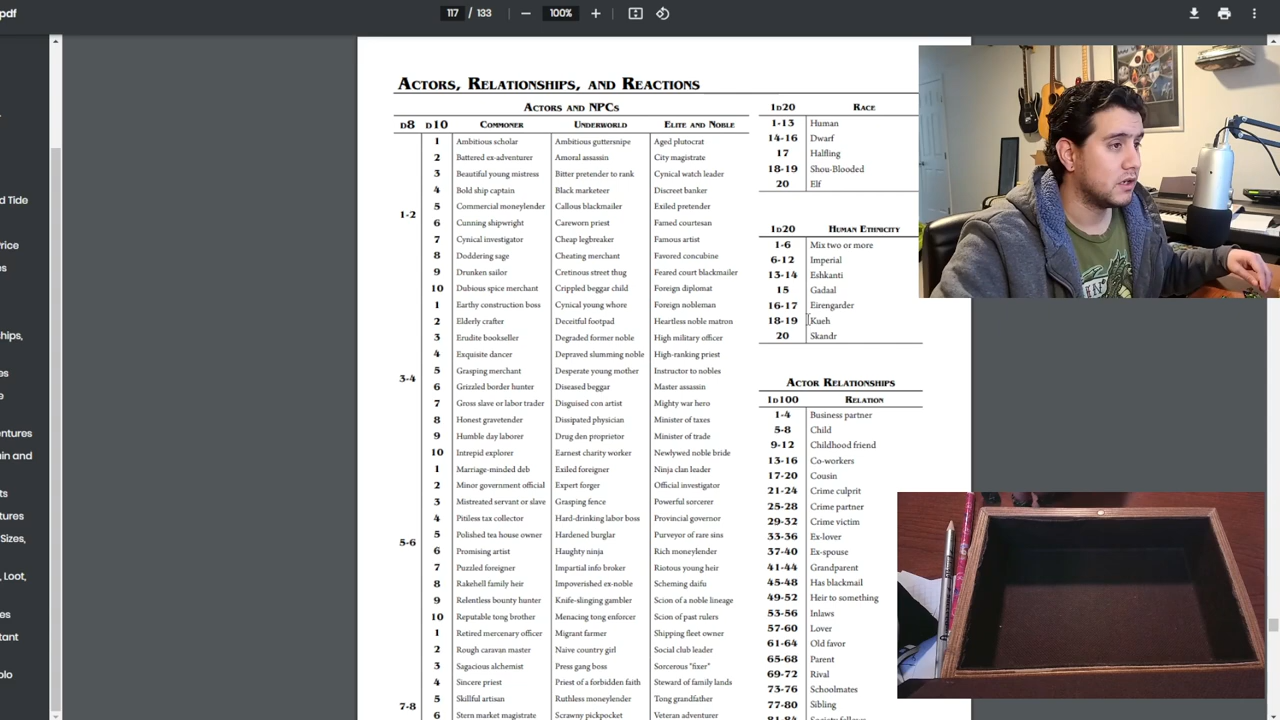 pdf
117 / 133
100%
d Tide
rvice
s
ships,
es
e
entures
in and
ts
tures
Sizes,
, Loot,
es
tant
lo
ACTORS, RELATIONSHIPS, AND REACTIONS
ACTORS AND NPCS
D8 D10 COMMONER UNDERWORLD ELITE AND NOBLE
1 Ambitious scholar Ambitious guttersnipe Aged plutocrat
2 Battered ex-adventurer Amoral assassin City magistrate
3 Beautiful young mistress Bitter pretender to rank Cynical watch leader
4 Bold ship captain Black marketeer Discreet banker
5 Commercial moneylender Callous blackmailer Exiled pretender
1-2
6 Cunning shipwright Careworn priest Famed courtesan
7 Cynical investigator Cheap legbreaker Famous artist
8 Doddering sage Cheating merchant Favored concubine
9 Drunken sailor Cretinous street thug Feared court blackmailer
10 Dubious spice merchant Crippled beggar child Foreign diplomat
1 Earthy construction boss Cynical young whore Foreign nobleman
2 Elderly crafter Deceitful footpad Heartless noble matron
3 Erudite bookseller Degraded former noble High military officer
4 Exquisite dancer Depraved slumming noble High-ranking priest
5 Grasping merchant Desperate young mother Instructor to nobles
3-4
6 Grizzled border hunter Diseased beggar Master assassin
7 Gross slave or labor trader Disguised con artist Mighty war hero
8 Honest gravetender Dissipated physician Minister of taxes
9 Humble day laborer Drug den proprietor Minister of trade
10 Intrepid explorer Earnest charity worker Newlywed noble bride
1 Marriage-minded deb Exiled foreigner Ninja clan leader
2 Minor government official Expert forger Official investigator
3 Mistreated servant or slave Grasping fence Powerful sorcerer
4 Pitiless tax collector Hard-drinking labor boss Provincial governor
5 Polished tea house owner Hardened burglar Purveyor of rare sins
5-6
6 Promising artist Haughty ninja Rich moneylender
7 Puzzled foreigner Impartial info broker Riotous young heir
8 Rakehell family heir Impoverished ex-noble Scheming daifu
9 Relentless bounty hunter Knife-slinging gambler Scion of a noble lineage
10 Reputable tong brother Menacing tong enforcer Scion of past rulers
1 Retired mercenary officer Migrant farmer Shipping fleet owner
2 Rough caravan master Naive country girl Social club leader
3 Sagacious alchemist Press gang boss Sorcerous "fixer"
4 Sincere priest Priest of a forbidden faith Steward of family lands
5 Skillful artisan Ruthless moneylender Tong grandfather
7-8
6 Stern market magistrate Scrawny pickpocket Veteran adventurer
1D20 RACE
1-13 Human
14-16 Dwarf
17 Halfling
18-19 Shou-Blooded
20 Elf
1D20 HUMAN ETHNICITY
1-6 Mix two or more
6-12 Imperial
13-14 Eshkanti
15 Gadaal
16-17 Eirengarder
18-19 Kueh
20 Skandr
ACTOR RELATIONSHIPS
1D100 RELATION
1-4 Business partner
5-8 Child
9-12 Childhood friend
13-16 Co-workers
17-20 Cousin
21-24 Crime culprit
25-28 Crime partner
29-32 Crime victim
33-36 Ex-lover
37-40 Ex-spouse
41-44 Grandparent
45-48 Has blackmail
49-52 Heir to something
53-56 Inlaws
57-60 Lover
61-64 Old favor
65-68 Parent
69-72 Rival
73-76 Schoolmates
77-80 Sibling
81-84 Society fellows